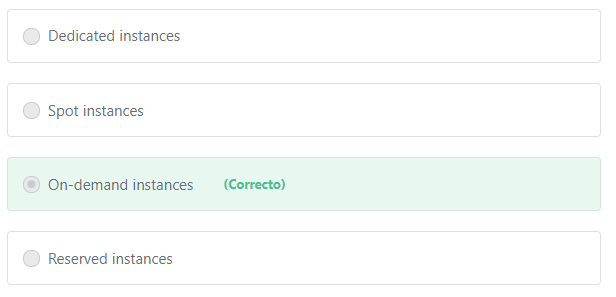 Dedicated instances
Spot instances
On-demand instances (Correcto)
Reserved instances